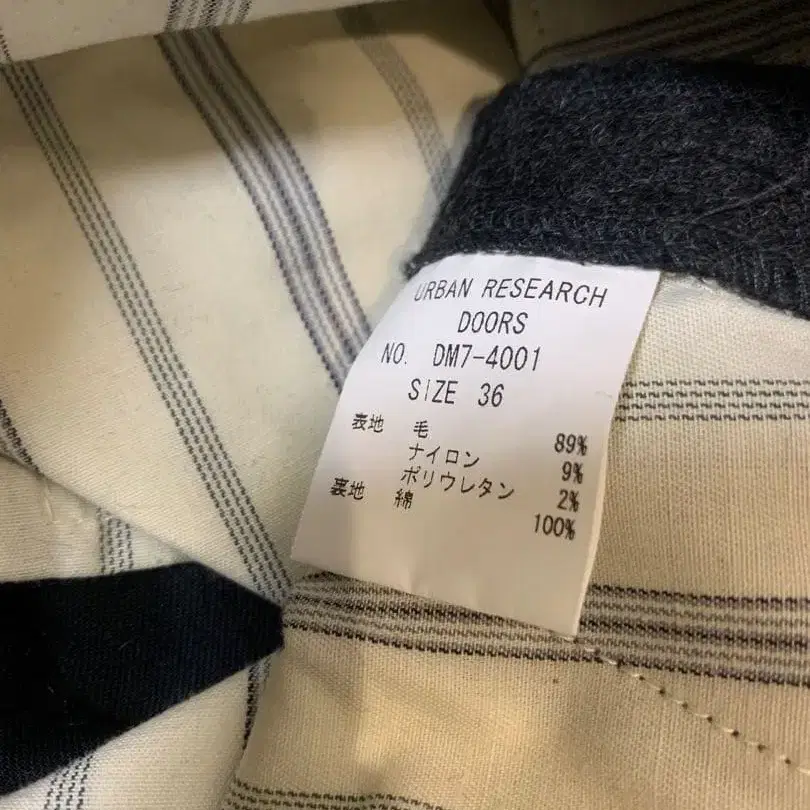 URBAN RESEARCH
DOORS
NO. DM7-4001
SIZE 36
表地 毛 89%
ナイロン 9%
ポリウレタン 2%
裏地 綿 100%